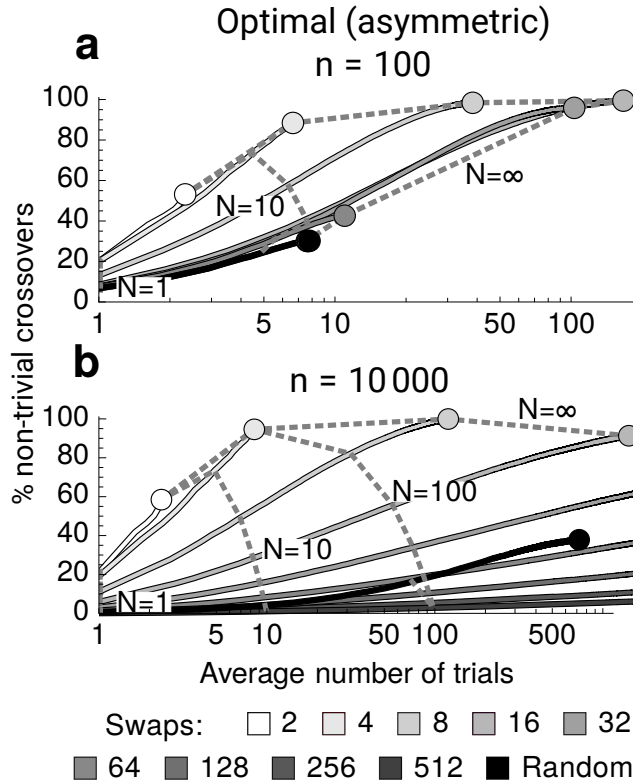 Optimal (asymmetric)
a
n = 100
% non-trivial crossovers
100
80
60
40
20
0
N=∞
N=10
N=1
1
5
10
50
100
b
n = 10 000
100
80
60
40
20
0
N=∞
N=100
N=10
N=1
1
5
10
50
100
500
Average number of trials
Swaps: 2 4 8 16 32
64 128 256 512 Random